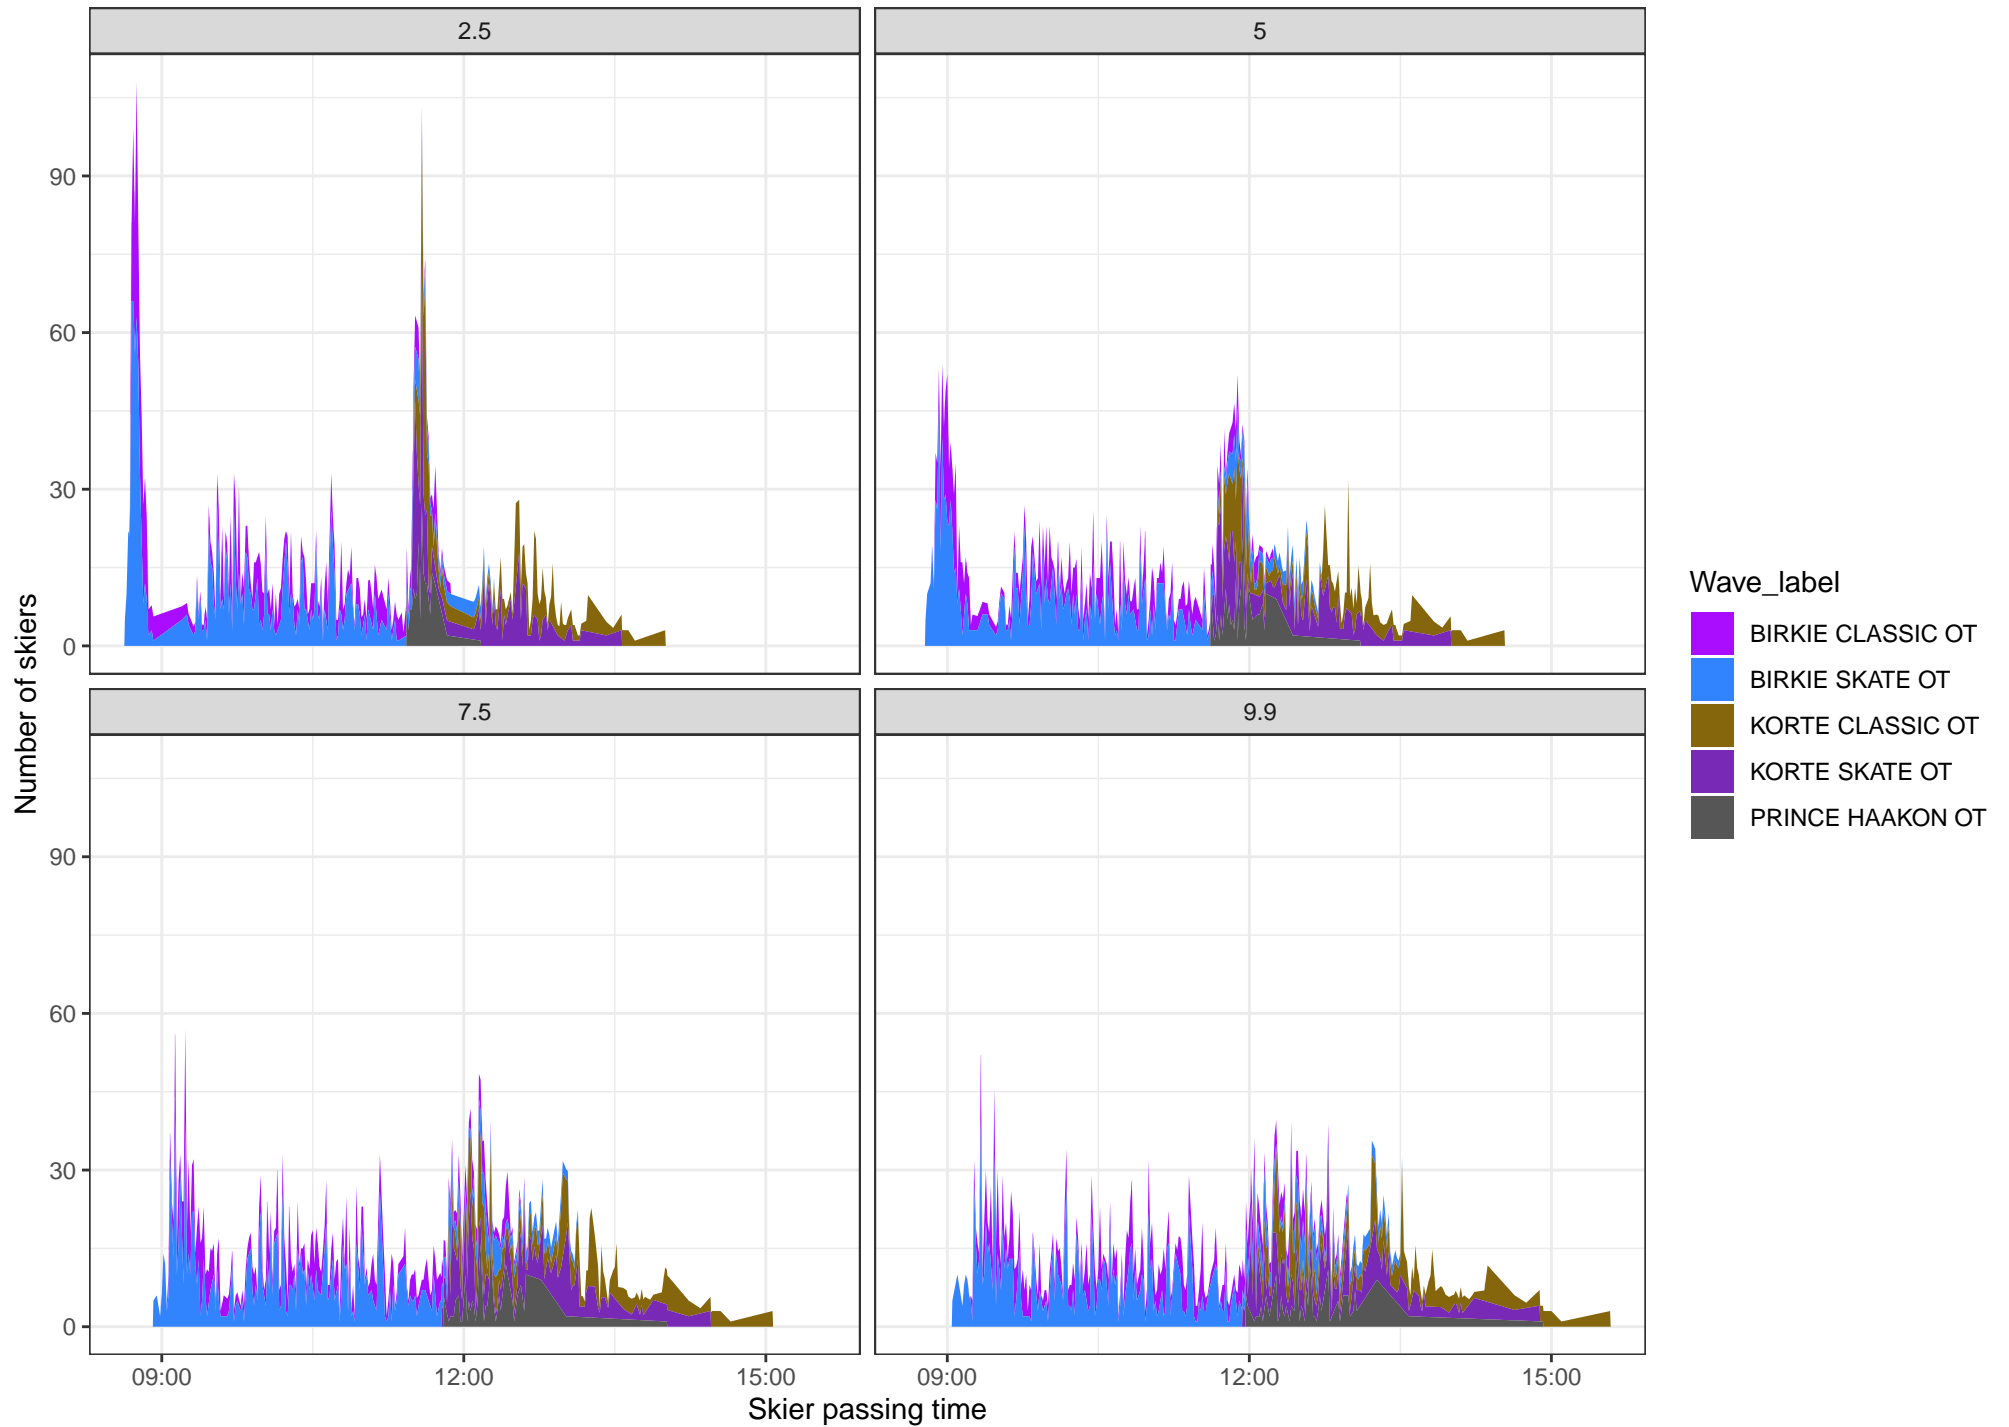 2.5
5
90
60
30
0
7.5
9.9
90
60
30
0
09:00
12:00
15:00
09:00
12:00
15:00
Number of skiers
Skier passing time
Wave_label
BIRKIE CLASSIC OT
BIRKIE SKATE OT
KORTE CLASSIC OT
KORTE SKATE OT
PRINCE HAAKON OT